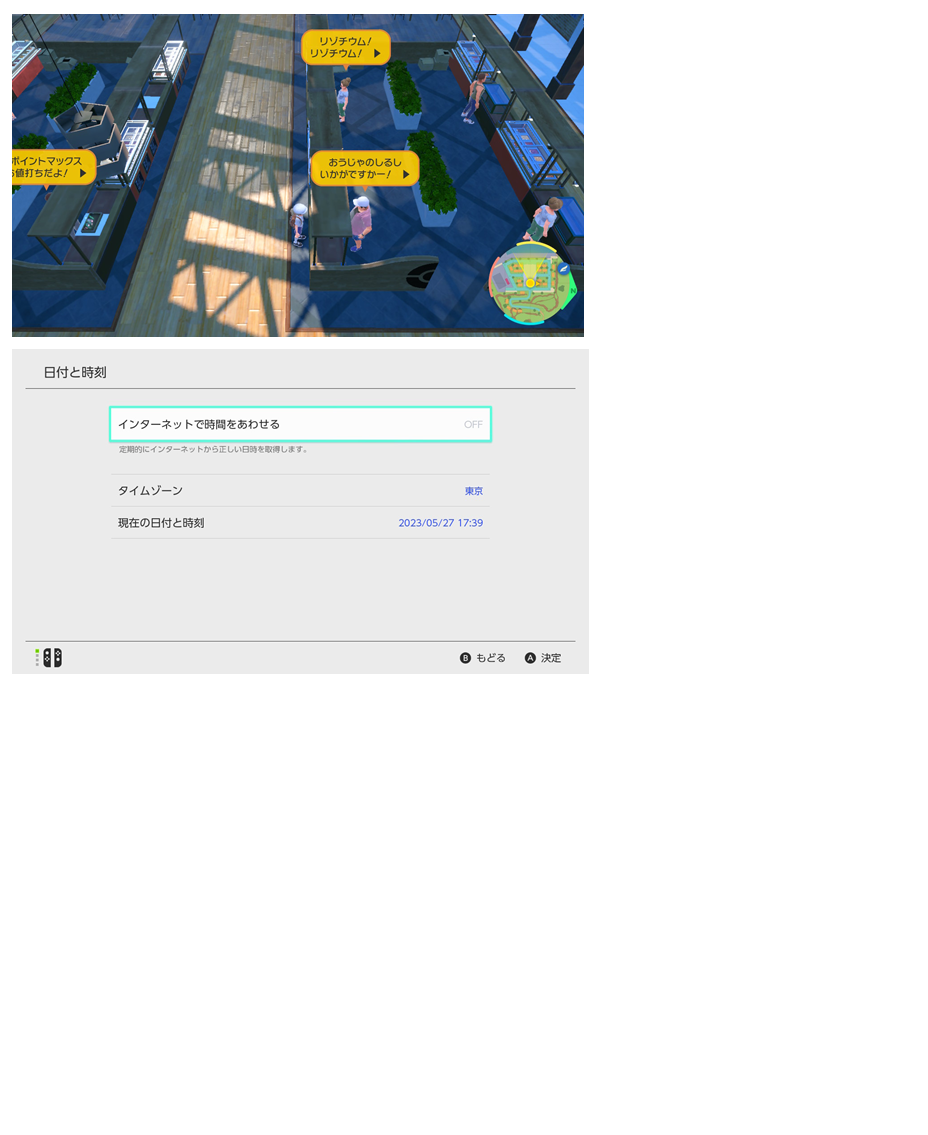 リゾチウム!
リゾチウム!
ポイントマックス
値打ちだよ!
おうじゃのしるし
いかがですかー!
日付と時刻
インターネットで時間をあわせる OFF
定期的にインターネットから正しい日時を取得します。
タイムゾーン 東京
現在の日付と時刻 2023/05/27 17:39
B もどる A 決定